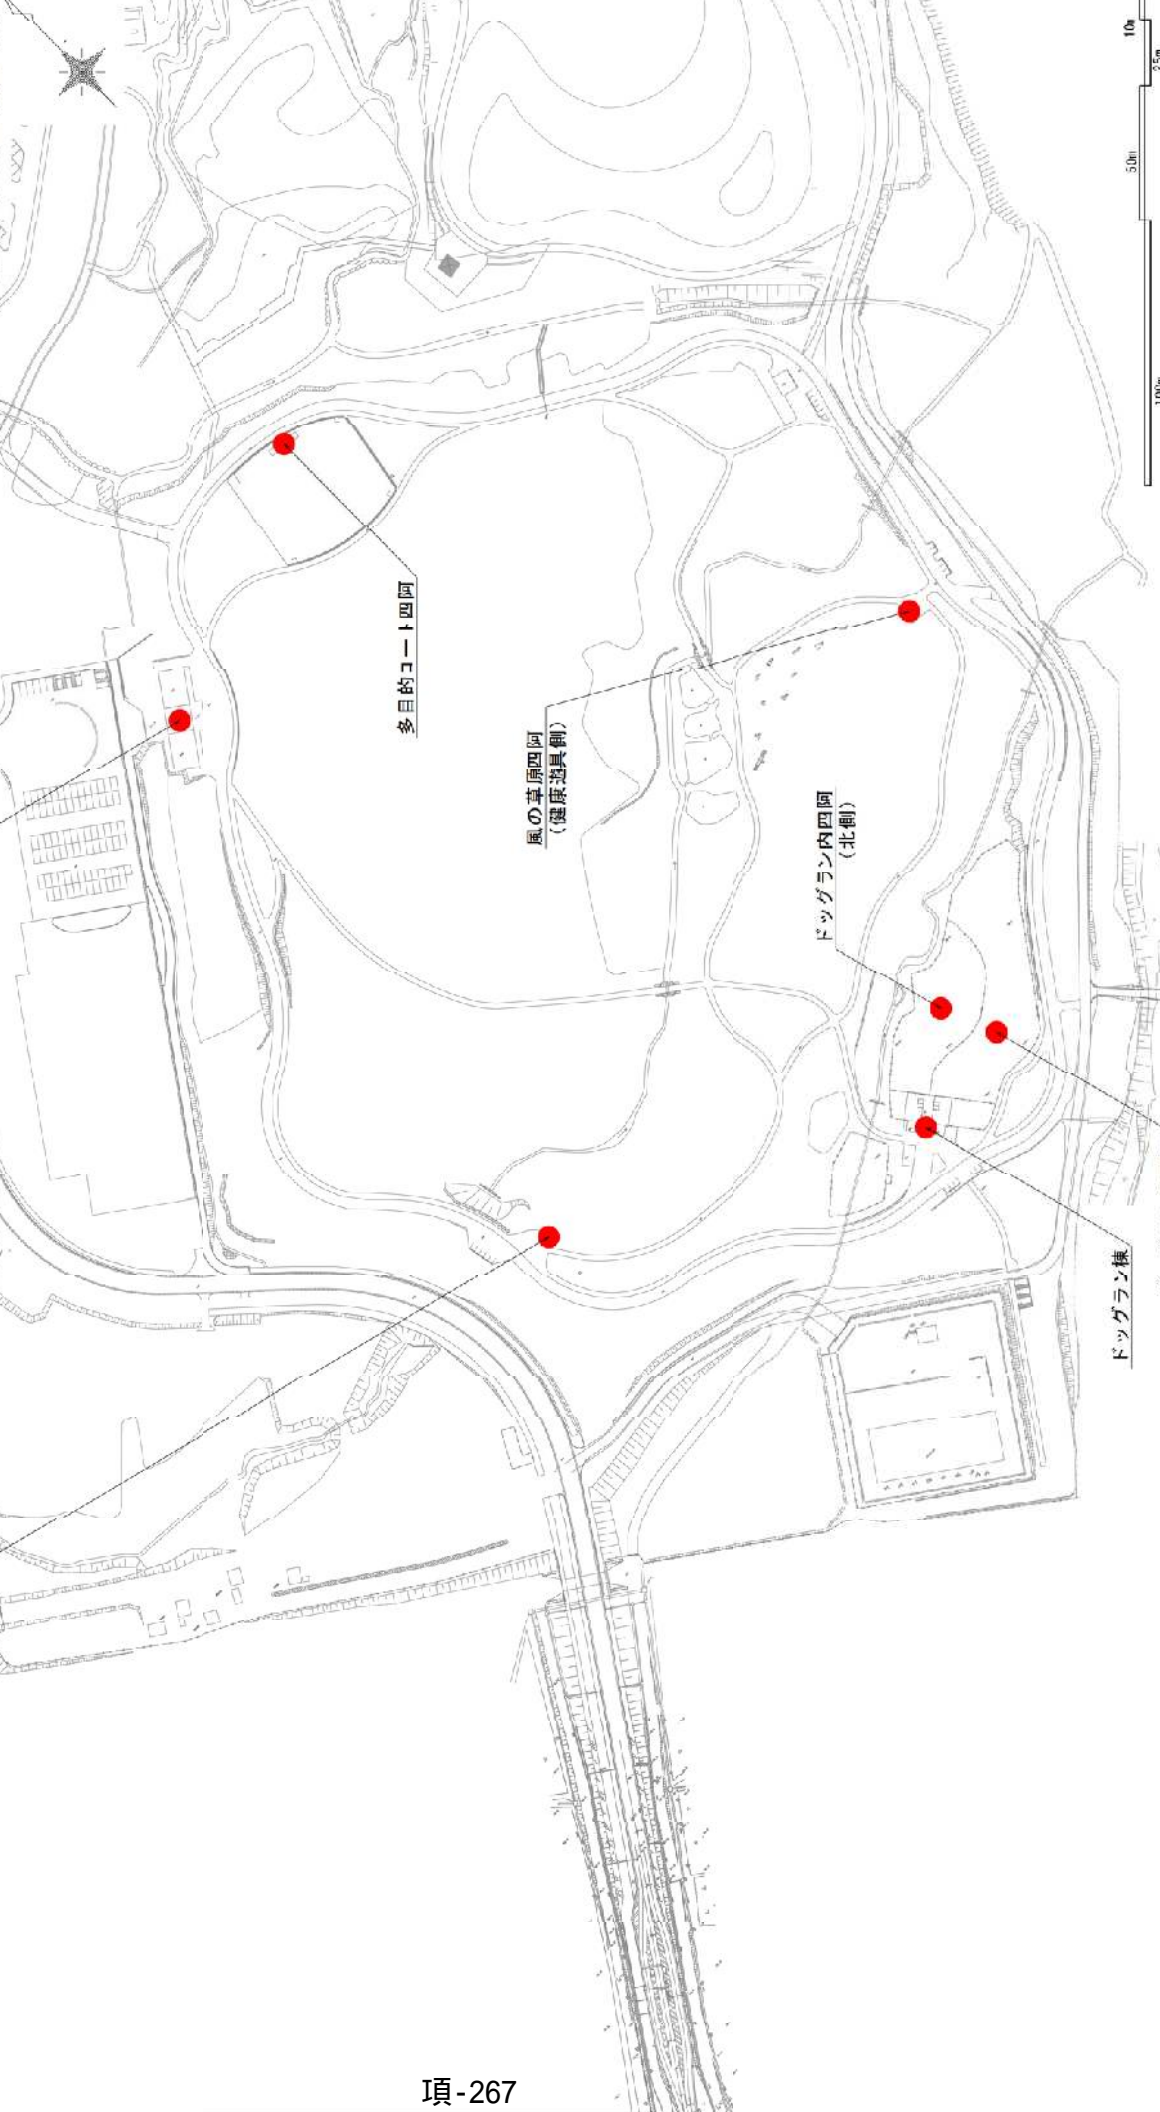 10m
25m
50m
100m
多目的コート四阿
風の草原四阿
(健康遊具側)
ドッグラン内四阿
(北側)
ドッグラン棟
項-267